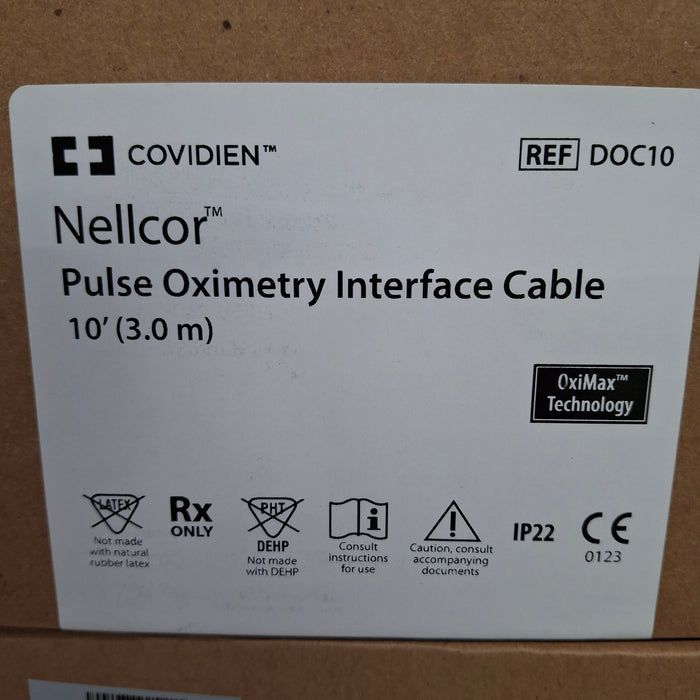 COVIDIEN™
REF DOC10
Nellcor™
Pulse Oximetry Interface Cable
10' (3.0 m)
OxiMax™
Technology
LATEX
Not made
with natural
rubber latex
Rx
ONLY
PHT
DEHP
Not made
with DEHP
i
Consult
instructions
for use
!
Caution, consult
accompanying
documents
IP22
CE
0123